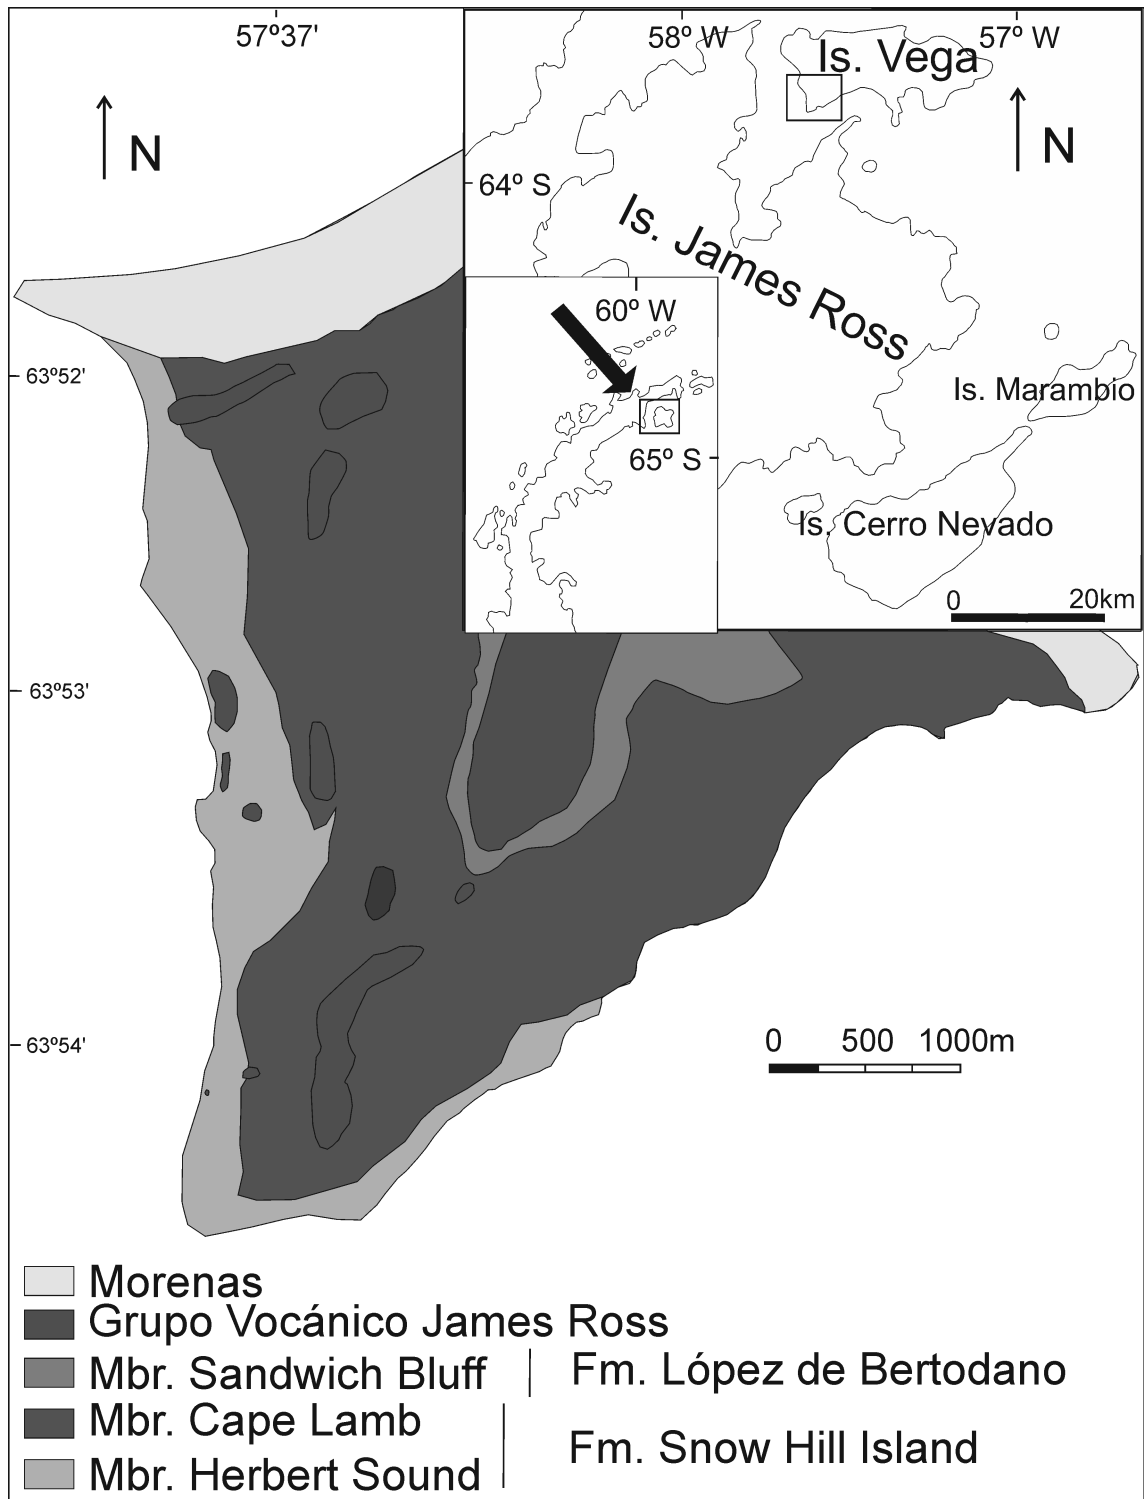 57º37'
58º W
57º W
Is. Vega
N
N
64º S
Is. James Ross
60º W
63º52'
Is. Marambio
65º S
Is. Cerro Nevado
0 20km
63º53'
63º54'
0 500 1000m
Morenas
Grupo Vocánico James Ross
Mbr. Sandwich Bluff
Fm. López de Bertodano
Mbr. Cape Lamb
Fm. Snow Hill Island
Mbr. Herbert Sound